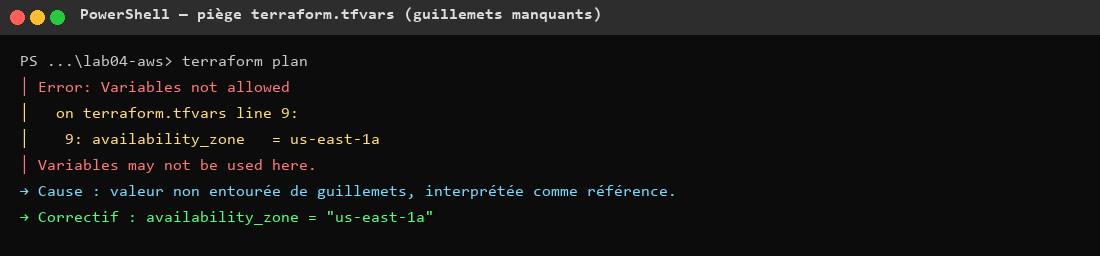 PowerShell — piège terraform.tfvars (guillemets manquants)
PS ...\lab04-aws> terraform plan
│ Error: Variables not allowed
│   on terraform.tfvars line 9:
│    9: availability_zone   = us-east-1a
│ Variables may not be used here.
→ Cause : valeur non entourée de guillemets, interprétée comme référence.
→ Correctif : availability_zone = "us-east-1a"